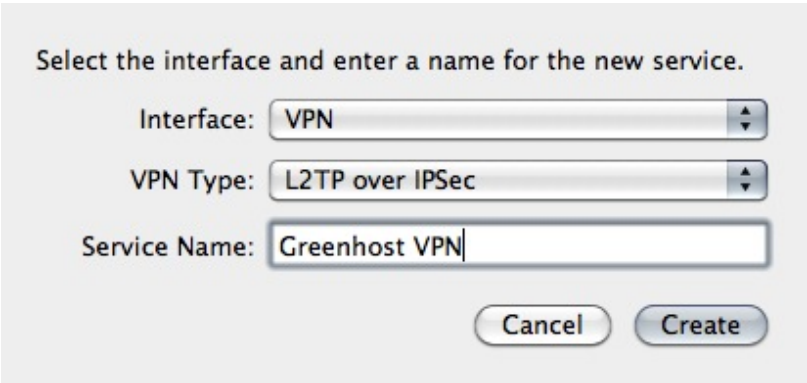 Select the interface and enter a name for the new service.
Interface: VPN
VPN Type: L2TP over IPSec
Service Name: Greenhost VPN
Cancel Create